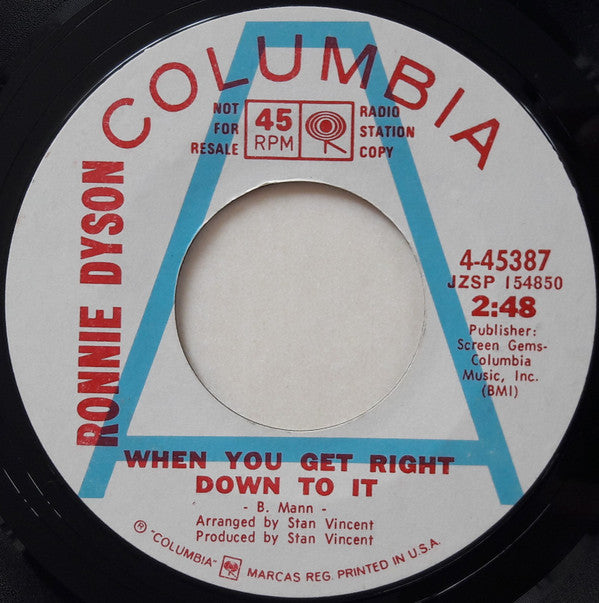 COLUMBIA
NOT
FOR
RESALE
45
RPM
RADIO
STATION
COPY
RONNIE DYSON
4-45387
JZSP 154850
2:48
Publisher:
Screen Gems-
Columbia
Music, Inc.
(BMI)
WHEN YOU GET RIGHT
DOWN TO IT
- B. Mann -
Arranged by Stan Vincent
Produced by Stan Vincent
Ⓡ "COLUMBIA" MARCAS REG. PRINTED IN U.S.A.